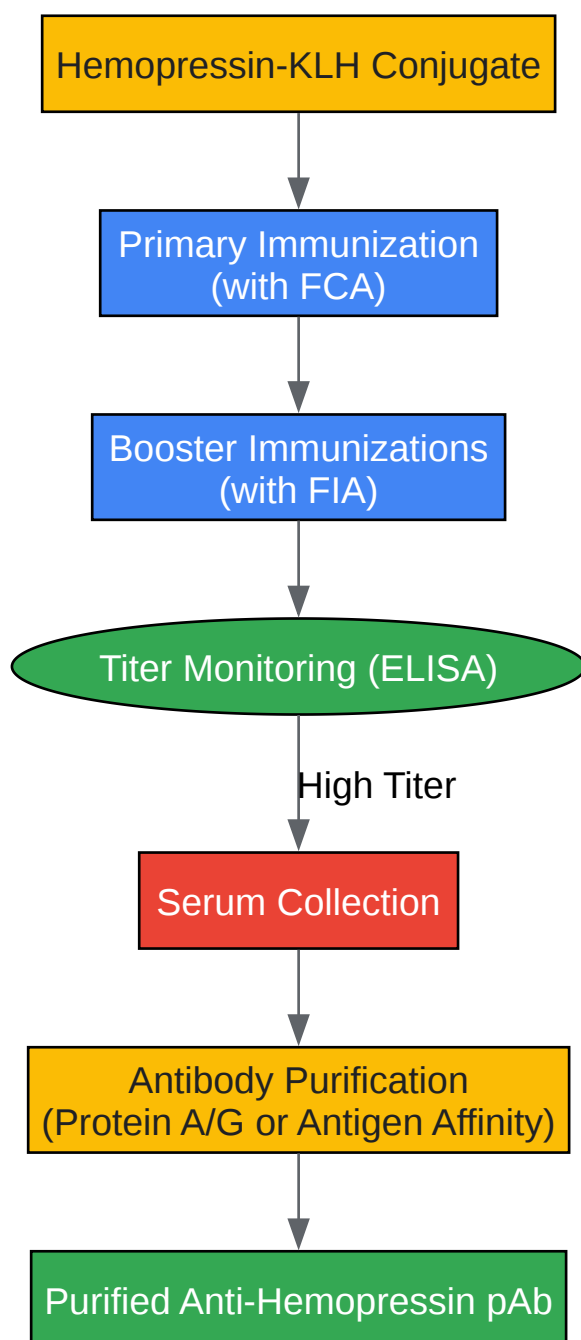 Hemopressin-KLH Conjugate
Primary Immunization
(with FCA)
Booster Immunizations
(with FIA)
Titer Monitoring (ELISA)
High Titer
Serum Collection
Antibody Purification
(Protein A/G or Antigen Affinity)
Purified Anti-Hemopressin pAb